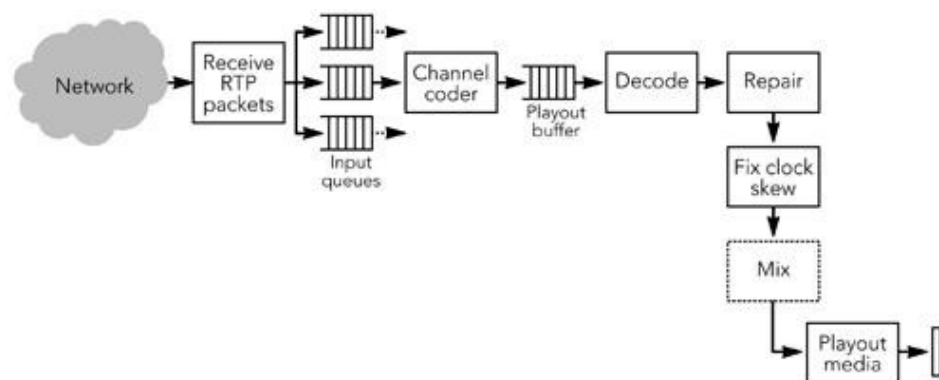 Network
Receive
RTP
packets
Input
queues
Channel
coder
Playout
buffer
Decode
Repair
Fix clock
skew
Mix
Playout
media